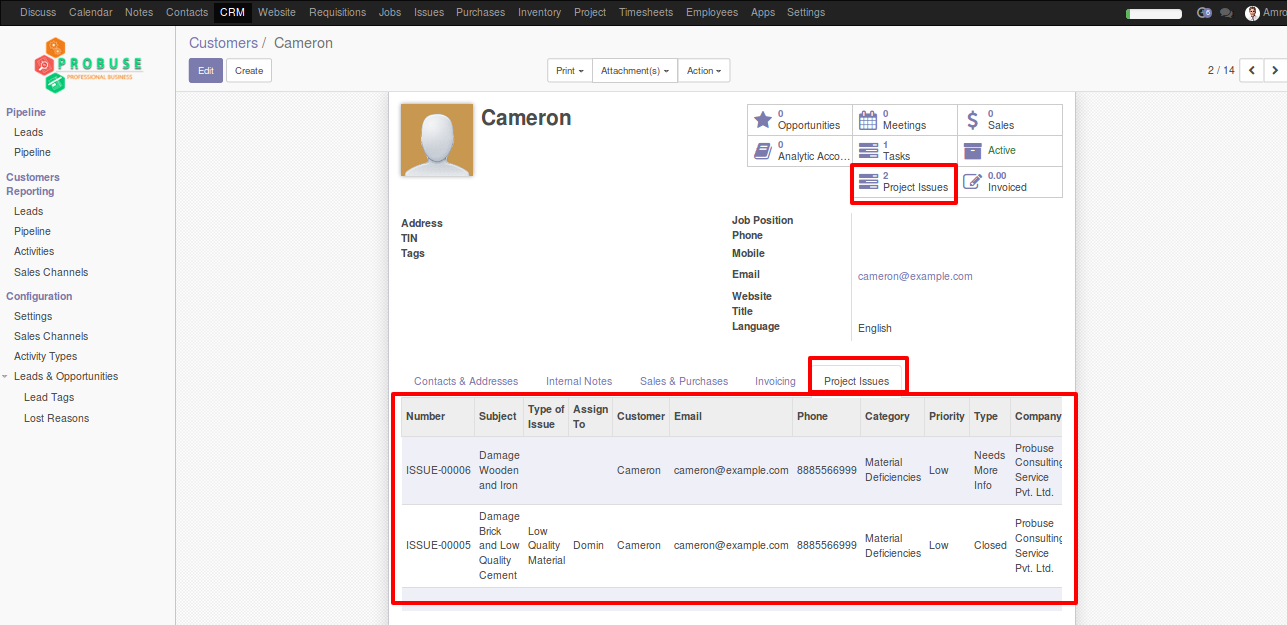 Discuss Calendar Notes Contacts CRM Website Requisitions Jobs Issues Purchases Inventory Project Timesheets Employees Apps Settings
6
Amro
PROBUSE
PROFESSIONAL BUSINESS
Pipeline
Leads
Pipeline
Customers
Reporting
Leads
Pipeline
Activities
Sales Channels
Configuration
Settings
Sales Channels
Activity Types
Leads & Opportunities
Lead Tags
Lost Reasons
Customers / Cameron
Edit Create
Print Attachment(s) Action
2 / 14
Cameron
0
Opportunities
0
Meetings
0
Sales
0
Analytic Acco...
1
Tasks
Active
2
Project Issues
0.00
Invoiced
Address
TIN
Tags
Job Position
Phone
Mobile
Email cameron@example.com
Website
Title
Language English
Contacts & Addresses Internal Notes Sales & Purchases Invoicing Project Issues
Number Subject Type of Issue Assign To Customer Email Phone Category Priority Type Company
ISSUE-00006 Damage Wooden and Iron Cameron cameron@example.com 8885566999 Material Deficiencies Low Needs More Info Probuse Consulting Service Pvt. Ltd.
ISSUE-00005 Damage Brick and Low Quality Cement Low Quality Material Domin Cameron cameron@example.com 8885566999 Material Deficiencies Low Closed Probuse Consulting Service Pvt. Ltd.